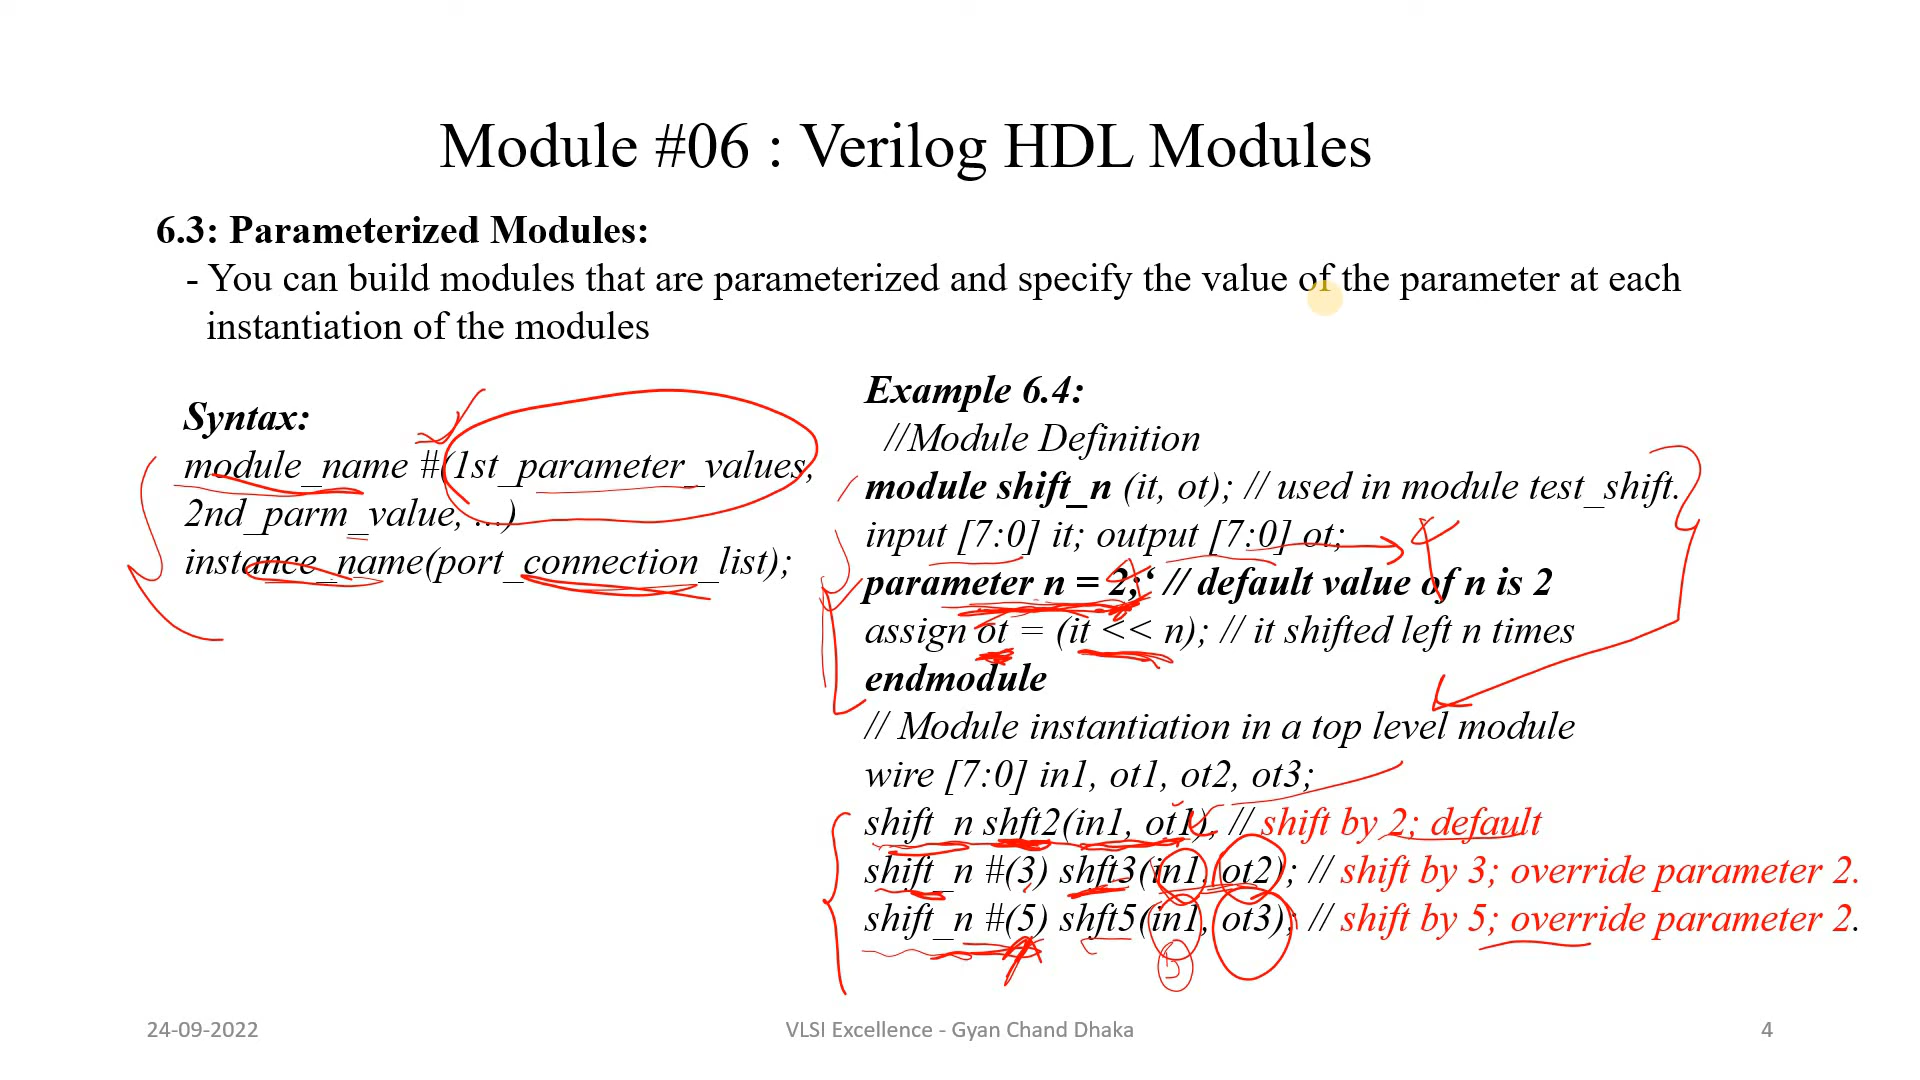 Module #06 : Verilog HDL Modules
6.3: Parameterized Modules:
- You can build modules that are parameterized and specify the value of the parameter at each
instantiation of the modules
Syntax:
module_name #(1st_parameter_values,
2nd_parm_value, ...)
instance_name(port_connection_list);
Example 6.4:
//Module Definition
module shift_n (it, ot); // used in module test_shift.
input [7:0] it; output [7:0] ot;
parameter n = 2;‘ // default value of n is 2
assign ot = (it << n); // it shifted left n times
endmodule
// Module instantiation in a top level module
wire [7:0] in1, ot1, ot2, ot3;
shift_n shft2(in1, ot1), // shift by 2; default
shift_n #(3) shft3(in1, ot2); // shift by 3; override parameter 2.
shift_n #(5) shft5(in1, ot3); // shift by 5; override parameter 2.
24-09-2022
VLSI Excellence - Gyan Chand Dhaka
4